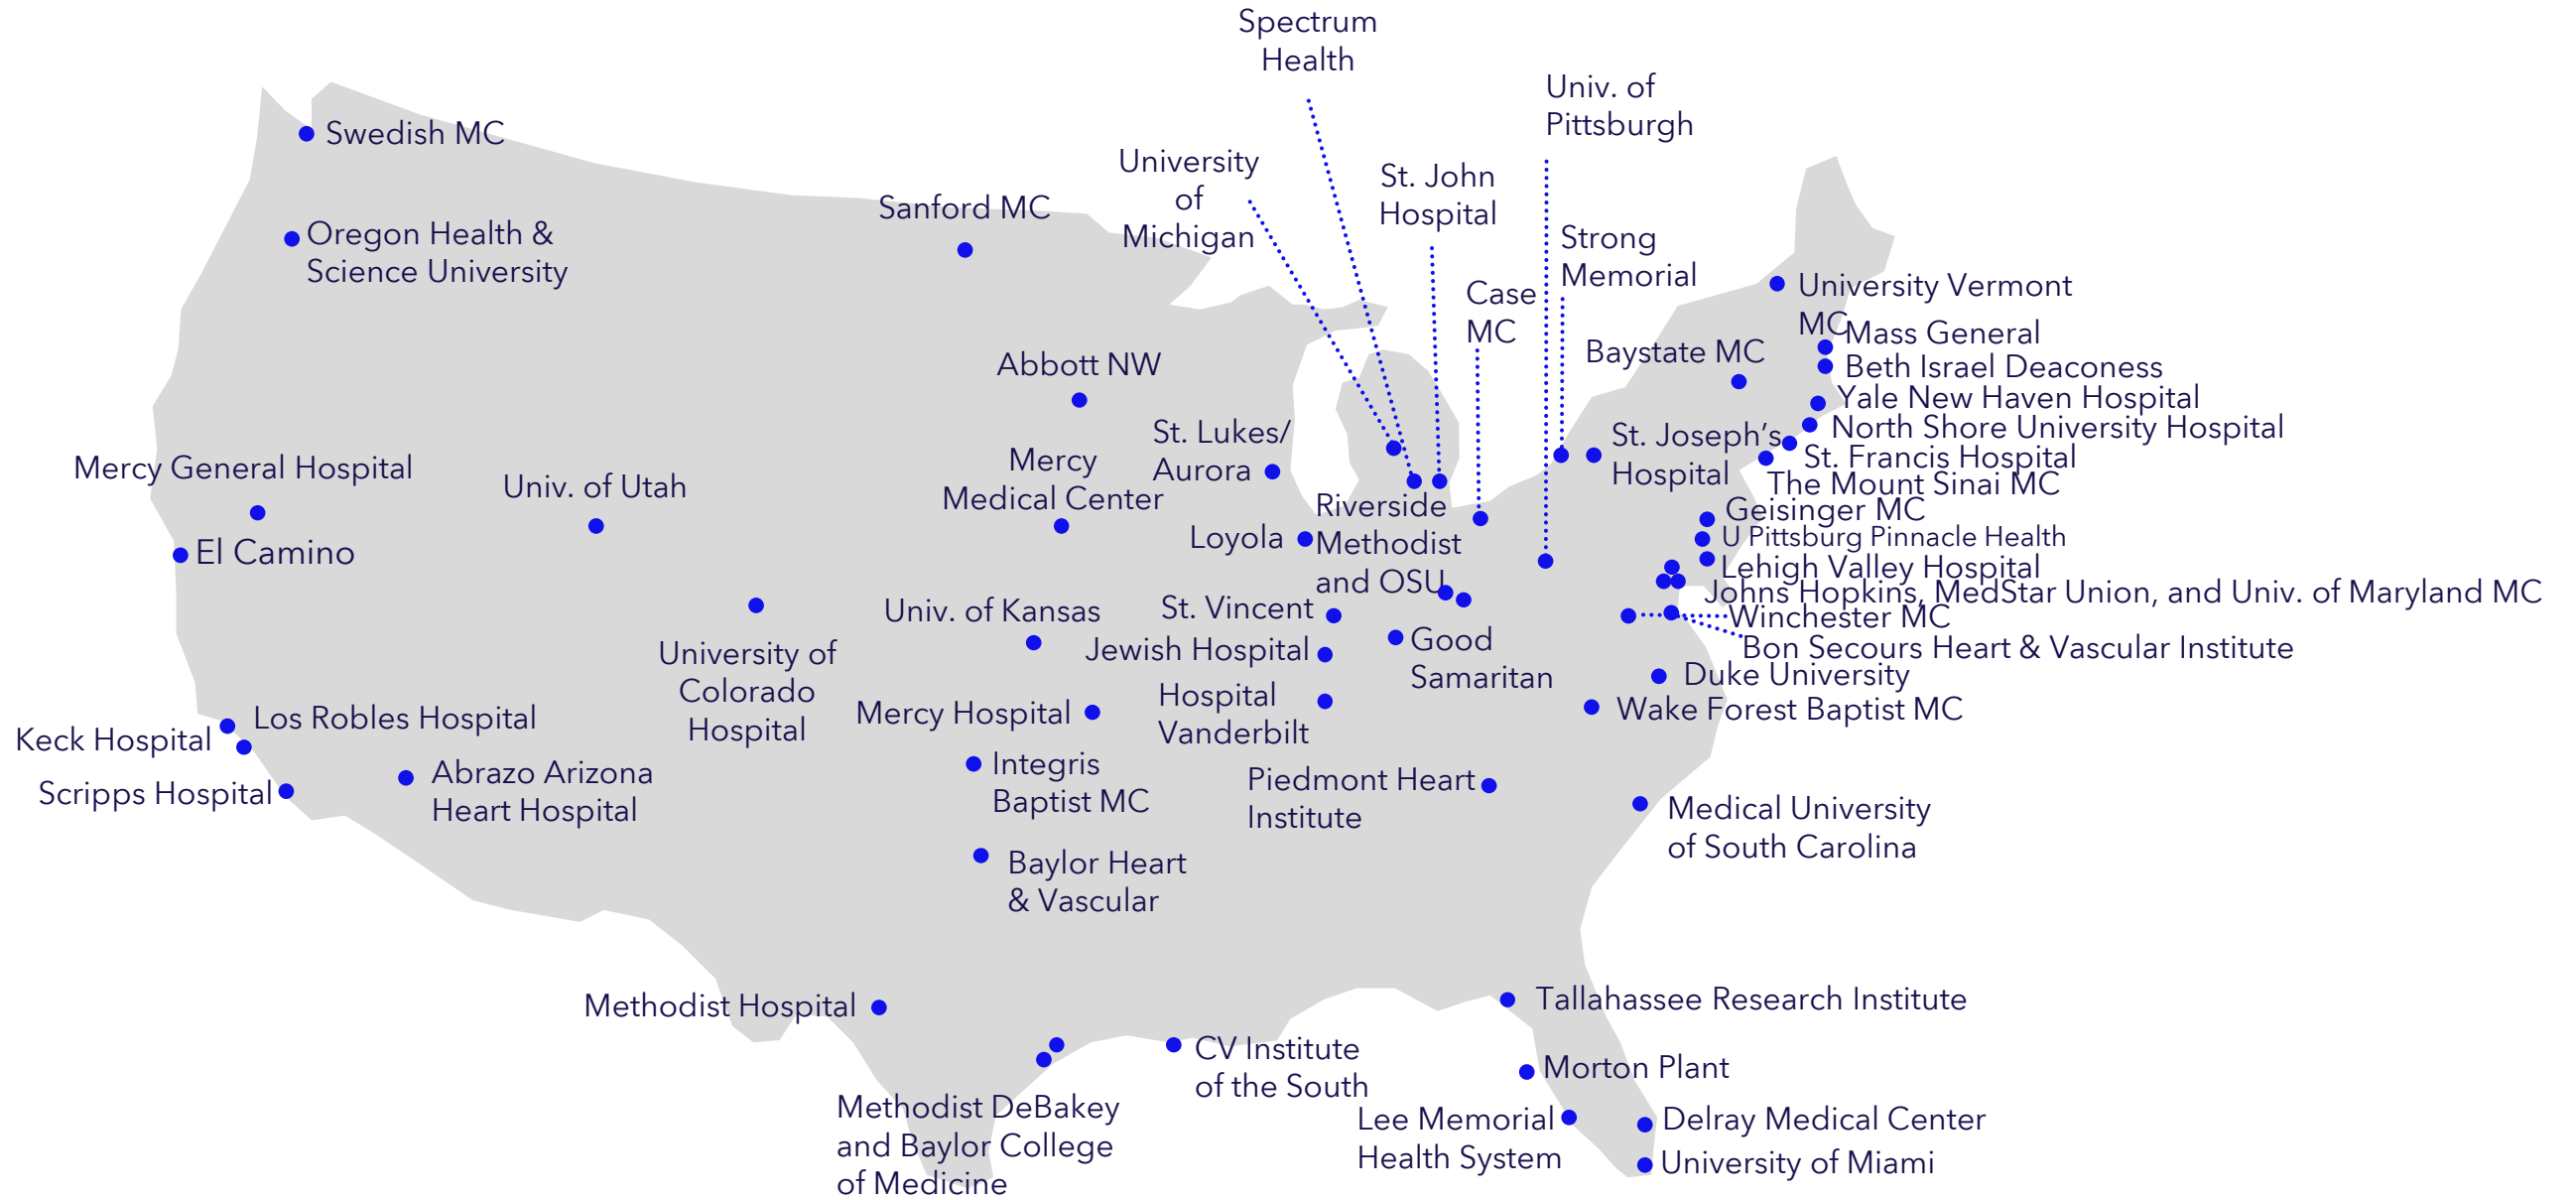 Spectrum
Health
Univ. of
Pittsburgh
Swedish MC
University
of
Michigan
St. John
Hospital
Sanford MC
Oregon Health &
Science University
Strong
Memorial
Case
MC
University Vermont
MC
Mass General
Baystate MC
Beth Israel Deaconess
Abbott NW
Yale New Haven Hospital
North Shore University Hospital
St. Lukes/
Aurora
St. Joseph's
Hospital
St. Francis Hospital
Mercy General Hospital
Mercy
Medical Center
The Mount Sinai MC
Univ. of Utah
Riverside
Methodist
and OSU
Geisinger MC
Loyola
U Pittsburg Pinnacle Health
El Camino
Lehigh Valley Hospital
Johns Hopkins, MedStar Union, and Univ. of Maryland MC
Univ. of Kansas
St. Vincent
Winchester MC
Jewish Hospital
Good
Samaritan
Bon Secours Heart & Vascular Institute
University of
Colorado
Hospital
Duke University
Hospital
Vanderbilt
Mercy Hospital
Wake Forest Baptist MC
Los Robles Hospital
Keck Hospital
Scripps Hospital
Abrazo Arizona
Heart Hospital
Integris
Baptist MC
Piedmont Heart
Institute
Medical University
of South Carolina
Baylor Heart
& Vascular
Methodist Hospital
Tallahassee Research Institute
CV Institute
of the South
Morton Plant
Methodist DeBakey
and Baylor College
of Medicine
Lee Memorial
Health System
Delray Medical Center
University of Miami